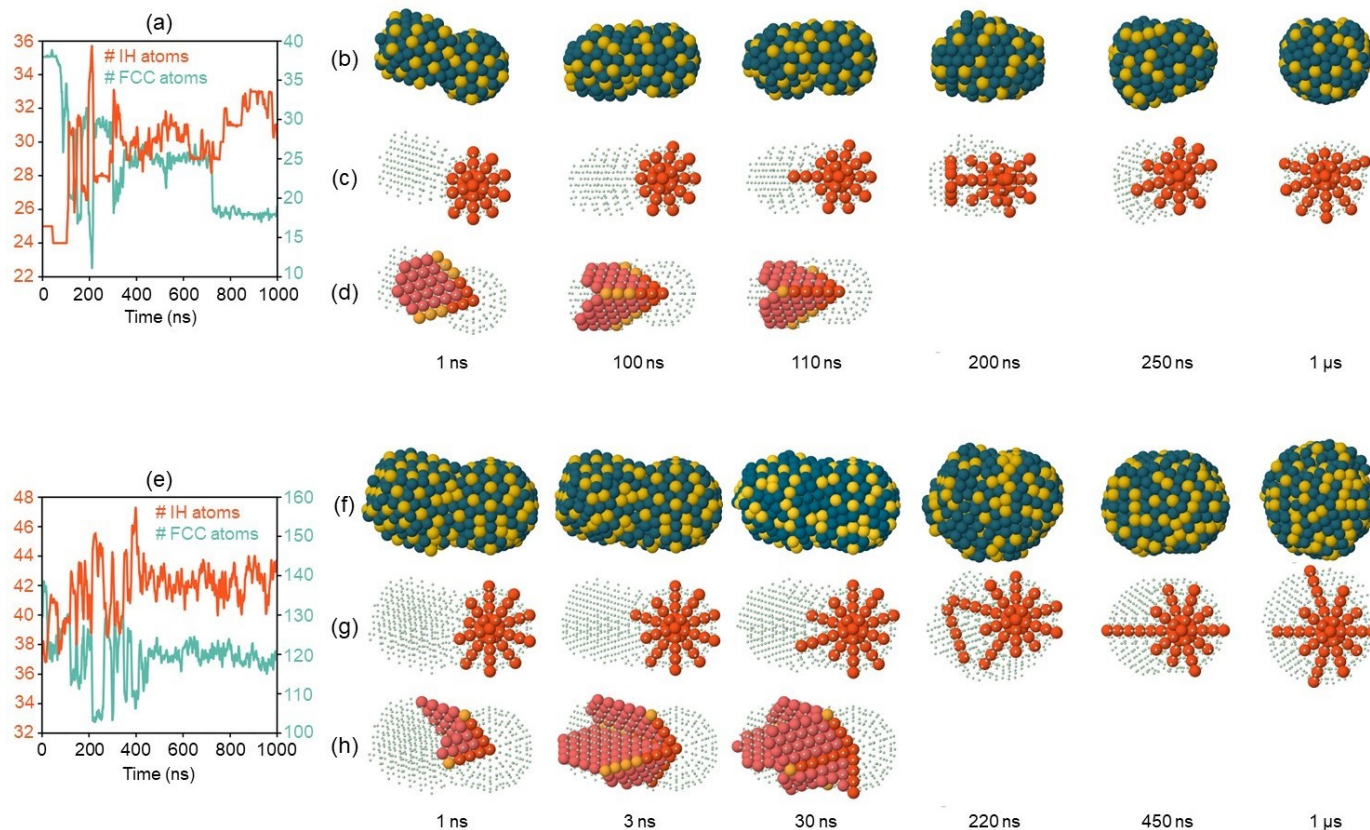 (a)
36
34
32
30
28
26
24
22
# IH atoms
# FCC atoms
40
35
30
25
20
15
10
0 200 400 600 800 1000
Time (ns)
(b)
(c)
(d)
1 ns 100 ns 110 ns 200 ns 250 ns 1 µs
(e)
48
46
44
42
40
38
36
34
32
# IH atoms
# FCC atoms
160
150
140
130
120
110
100
90
0 200 400 600 800 1000
Time (ns)
(f)
(g)
(h)
1 ns 3 ns 30 ns 220 ns 450 ns 1 µs